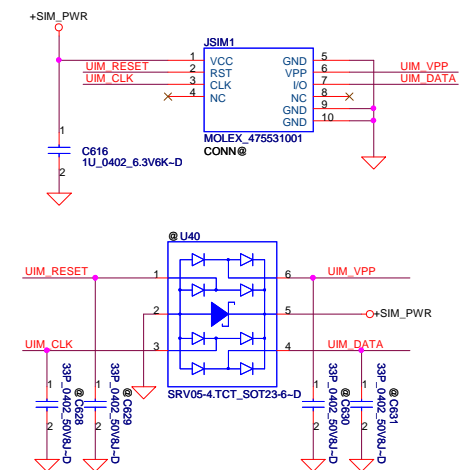 +SIM_PWR
JSIM1
1 VCC GND 5
UIM_RESET 2 RST VPP 6 UIM_VPP
UIM_CLK 3 CLK I/O 7 UIM_DATA
4 NC NC 8
GND 9
GND 10
MOLEX_475531001
CONN@
1
C616
1U_0402_6.3V6K~D
2
@ U40
UIM_RESET 1 6 UIM_VPP
2 5 +SIM_PWR
UIM_CLK 3 4 UIM_DATA
SRV05-4.TCT_SOT23-6~D
1 2 @C628
33P_0402_50V8J~D
1 2 @C629
33P_0402_50V8J~D
1 2 @C630
33P_0402_50V8J~D
1 2 @C631
33P_0402_50V8J~D